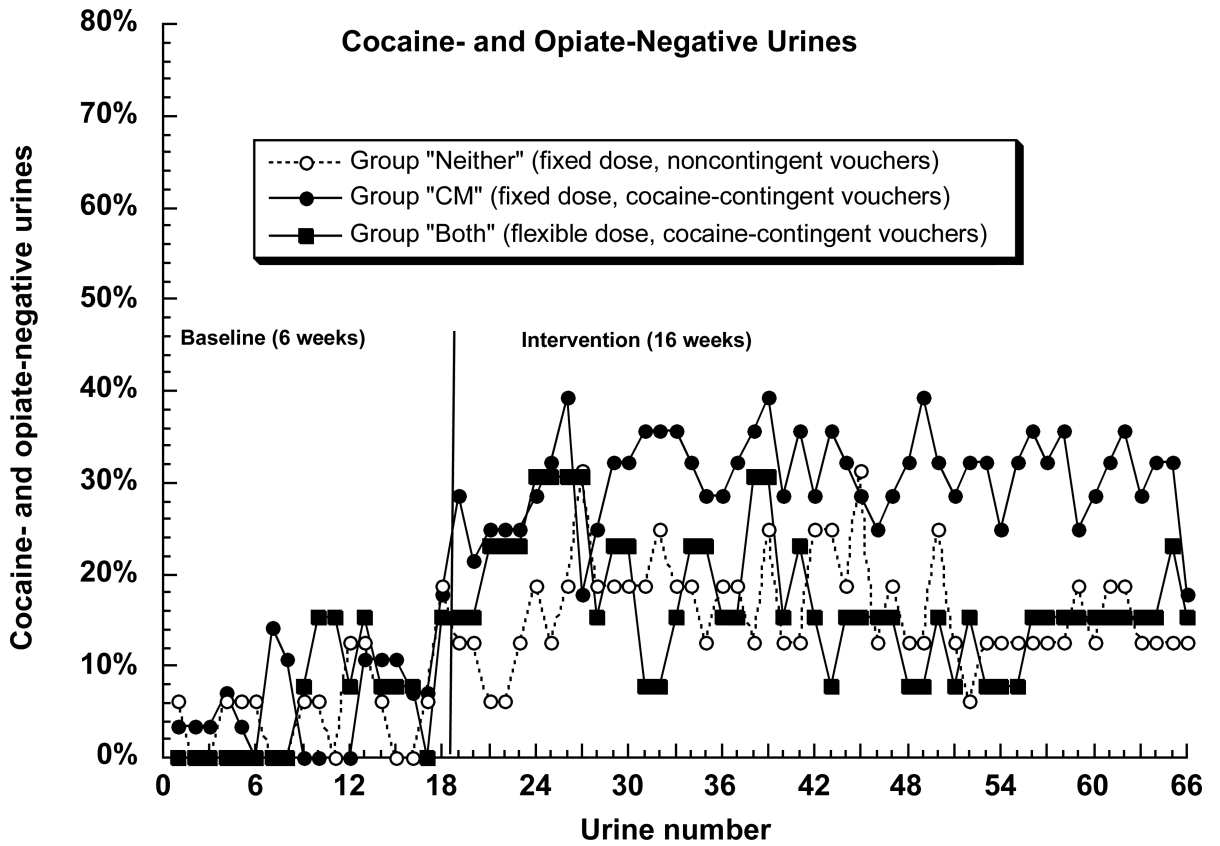 Cocaine- and Opiate-Negative Urines
Cocaine- and opiate-negative urines
80%
70%
60%
50%
40%
30%
20%
10%
0%
Group "Neither" (fixed dose, noncontingent vouchers)
Group "CM" (fixed dose, cocaine-contingent vouchers)
Group "Both" (flexible dose, cocaine-contingent vouchers)
Baseline (6 weeks)
Intervention (16 weeks)
0 6 12 18 24 30 36 42 48 54 60 66
Urine number